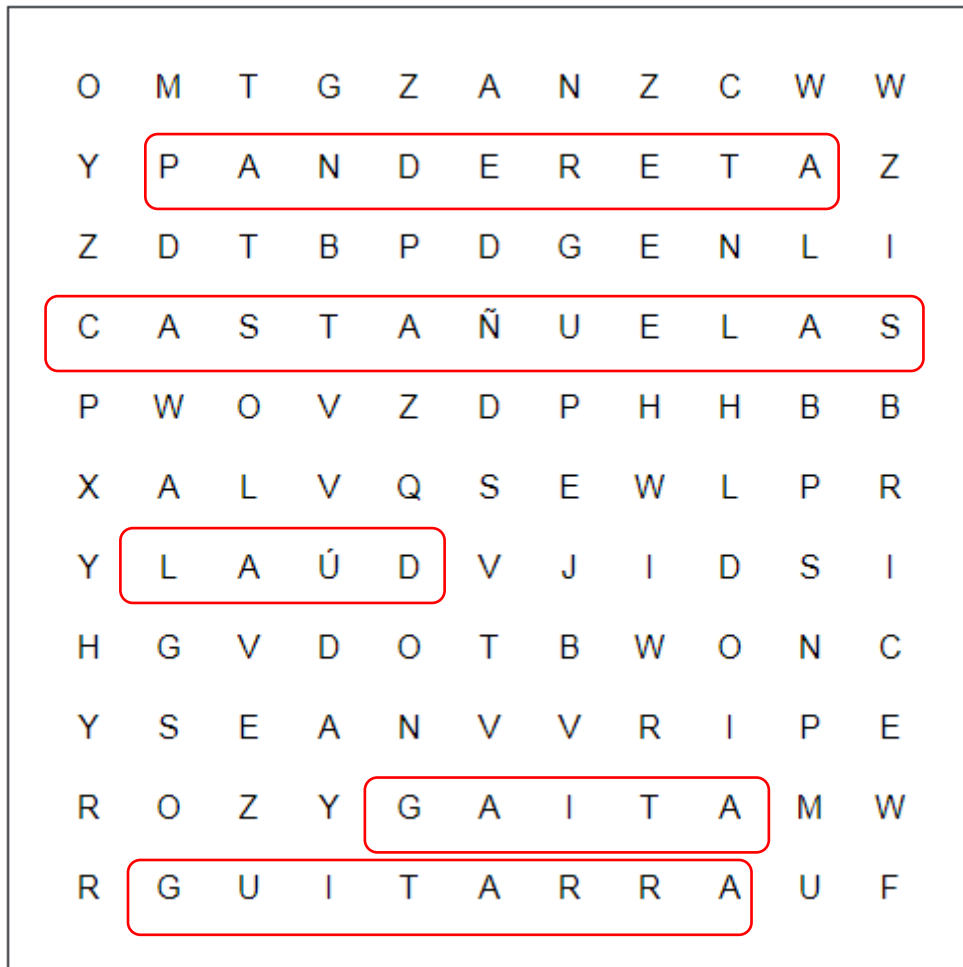 O M T G Z A N Z C W W
Y P A N D E R E T A Z
Z D T B P D G E N L I
C A S T A Ñ U E L A S
P W O V Z D P H H B B
X A L V Q S E W L P R
Y L A Ú D V J I D S I
H G V D O T B W O N C
Y S E A N V V R I P E
R O Z Y G A I T A M W
R G U I T A R R A U F